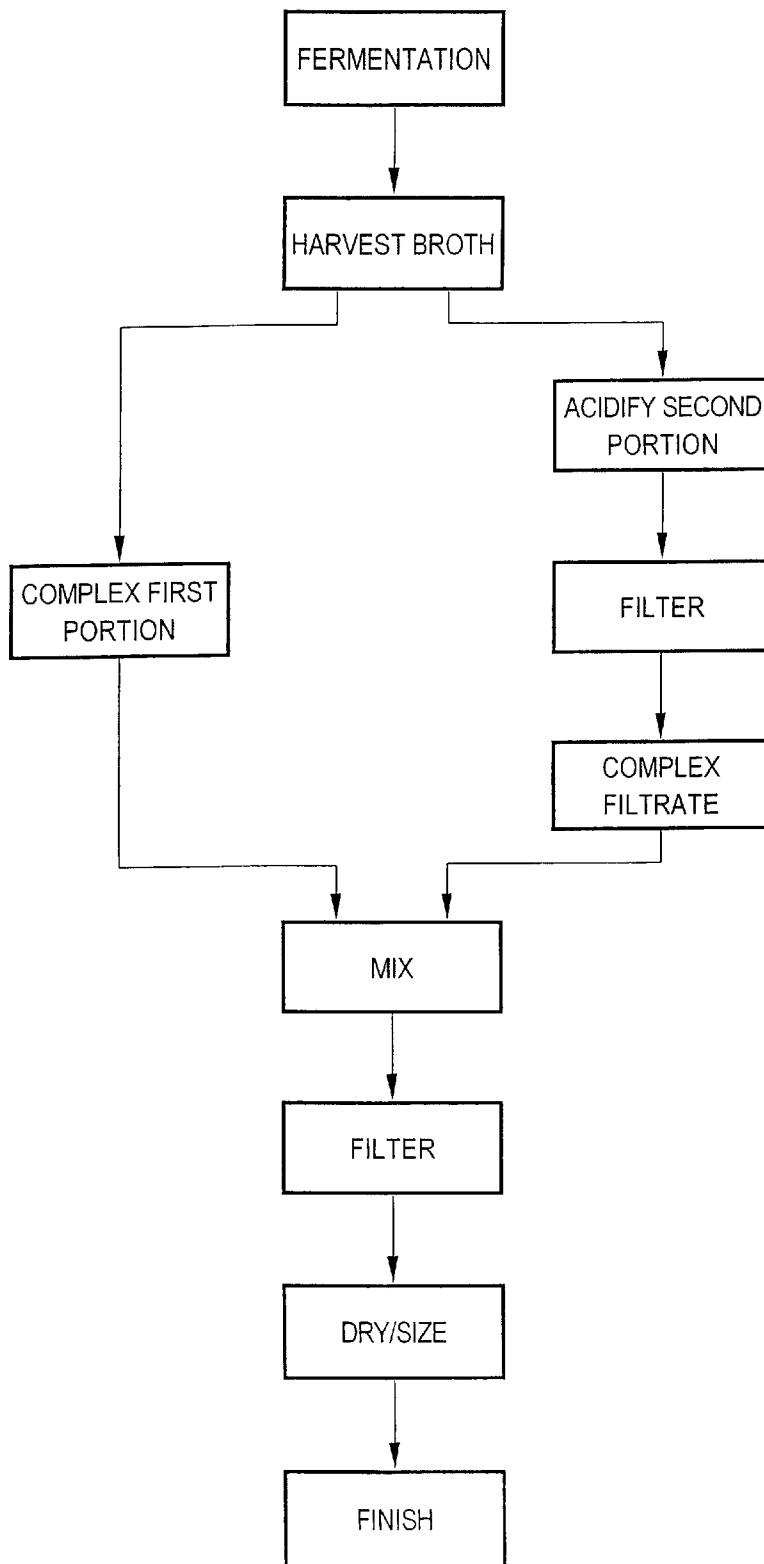 FERMENTATION
HARVEST BROTH
ACIDIFY SECOND
PORTION
COMPLEX FIRST
PORTION
FILTER
COMPLEX
FILTRATE
MIX
FILTER
DRY/SIZE
FINISH